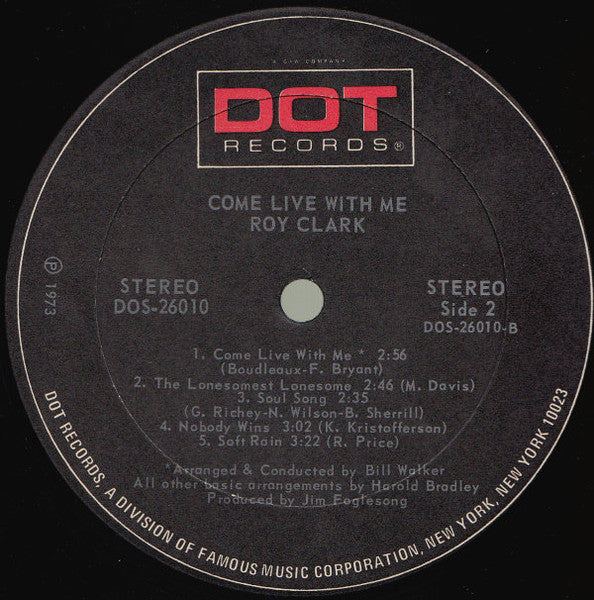 A G+W COMPANY
DOT
RECORDS®
COME LIVE WITH ME
ROY CLARK
℗ 1973
STEREO
DOS-26010
STEREO
Side 2
DOS-26010-B
1. Come Live With Me * 2:56
(Boudleaux-F. Bryant)
2. The Lonesomest Lonesome 2:46 (M. Davis)
3. Soul Song 2:35
(G. Richey-N. Wilson-B. Sherrill)
4. Nobody Wins 3:02 (K. Kristofferson)
5. Soft Rain 3:22 (R. Price)
*Arranged & Conducted by Bill Walker
All other basic arrangements by Harold Bradley
Produced by Jim Foglesong
DOT RECORDS, A DIVISION OF FAMOUS MUSIC CORPORATION, NEW YORK, NEW YORK 10023